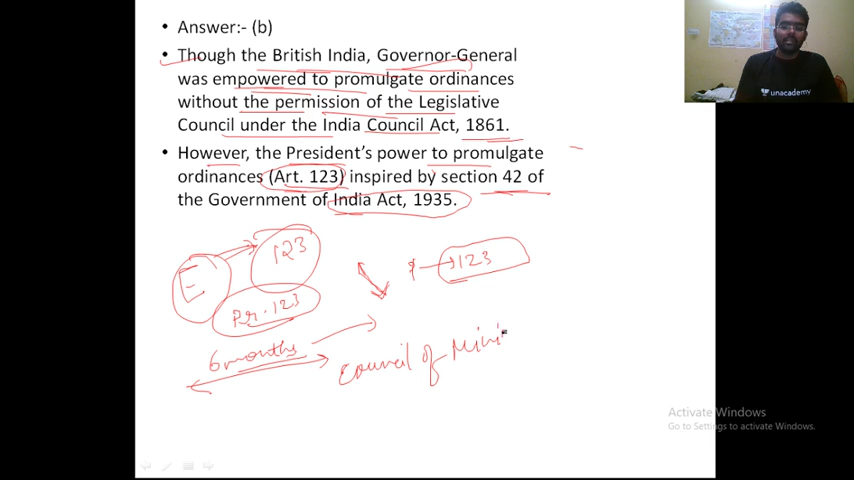 Answer:- (b)
Though the British India, Governor-General
was empowered to promulgate ordinances
without the permission of the Legislative
Council under the India Council Act, 1861.
However, the President's power to promulgate
ordinances (Art. 123) inspired by section 42 of
the Government of India Act, 1935.
E
123
123
Pr. 123
6 months
Council of Mini
unacademy
Activate Windows
Go to Settings to activate Windows.